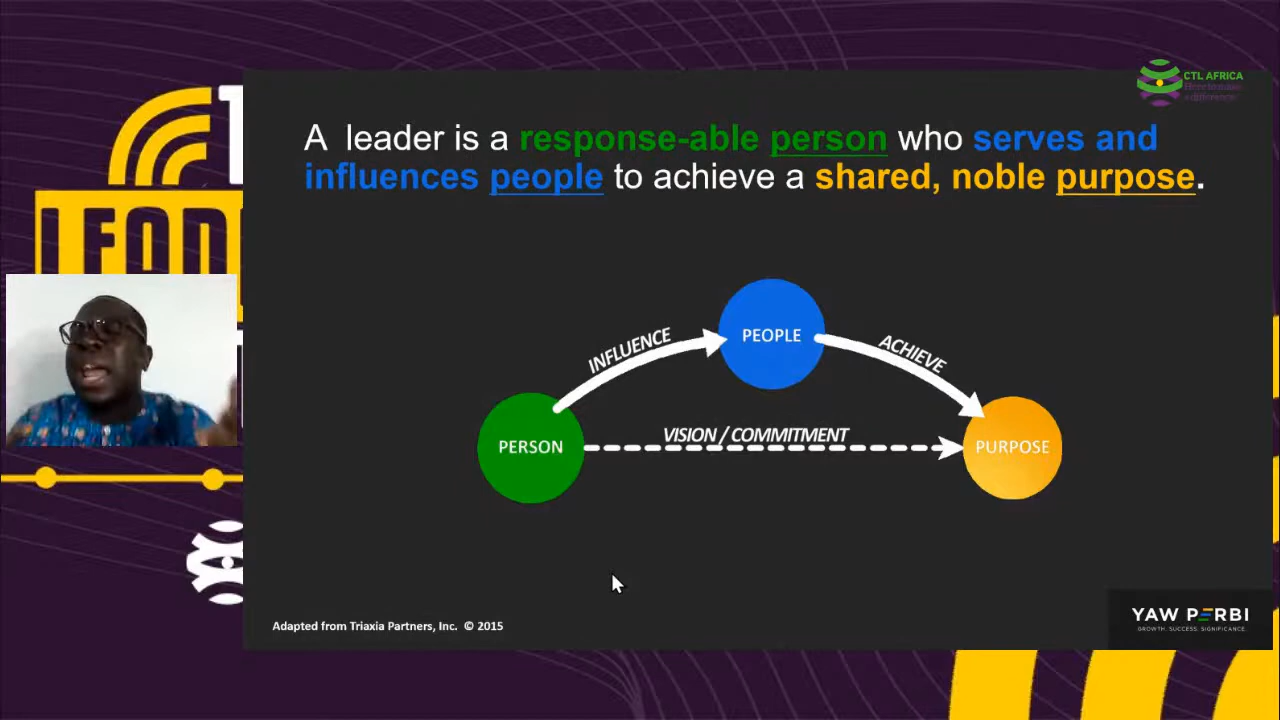 CTL AFRICA
A leader is a response-able person who serves and
influences people to achieve a shared, noble purpose.
INFLUENCE
PEOPLE
ACHIEVE
PERSON
VISION / COMMITMENT
PURPOSE
Adapted from Triaxia Partners, Inc. © 2015
YAW PERBI
GROWTH. SUCCESS. SIGNIFICANCE.